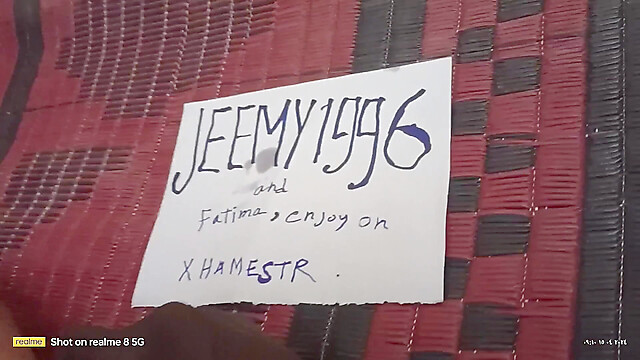 JEEMY1996
and
Fatima, enjoy on
XHAMESTR.
realme Shot on realme 8 5G